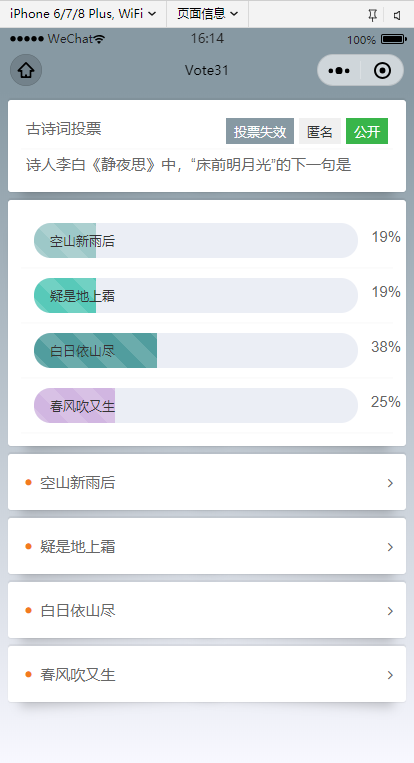 iPhone 6/7/8 Plus, WiFi 页面信息
WeChat 16:14 100%
Vote31
古诗词投票 投票失效 匿名 公开
诗人李白《静夜思》中，“床前明月光”的下一句是
空山新雨后 19%
疑是地上霜 19%
白日依山尽 38%
春风吹又生 25%
空山新雨后
疑是地上霜
白日依山尽
春风吹又生